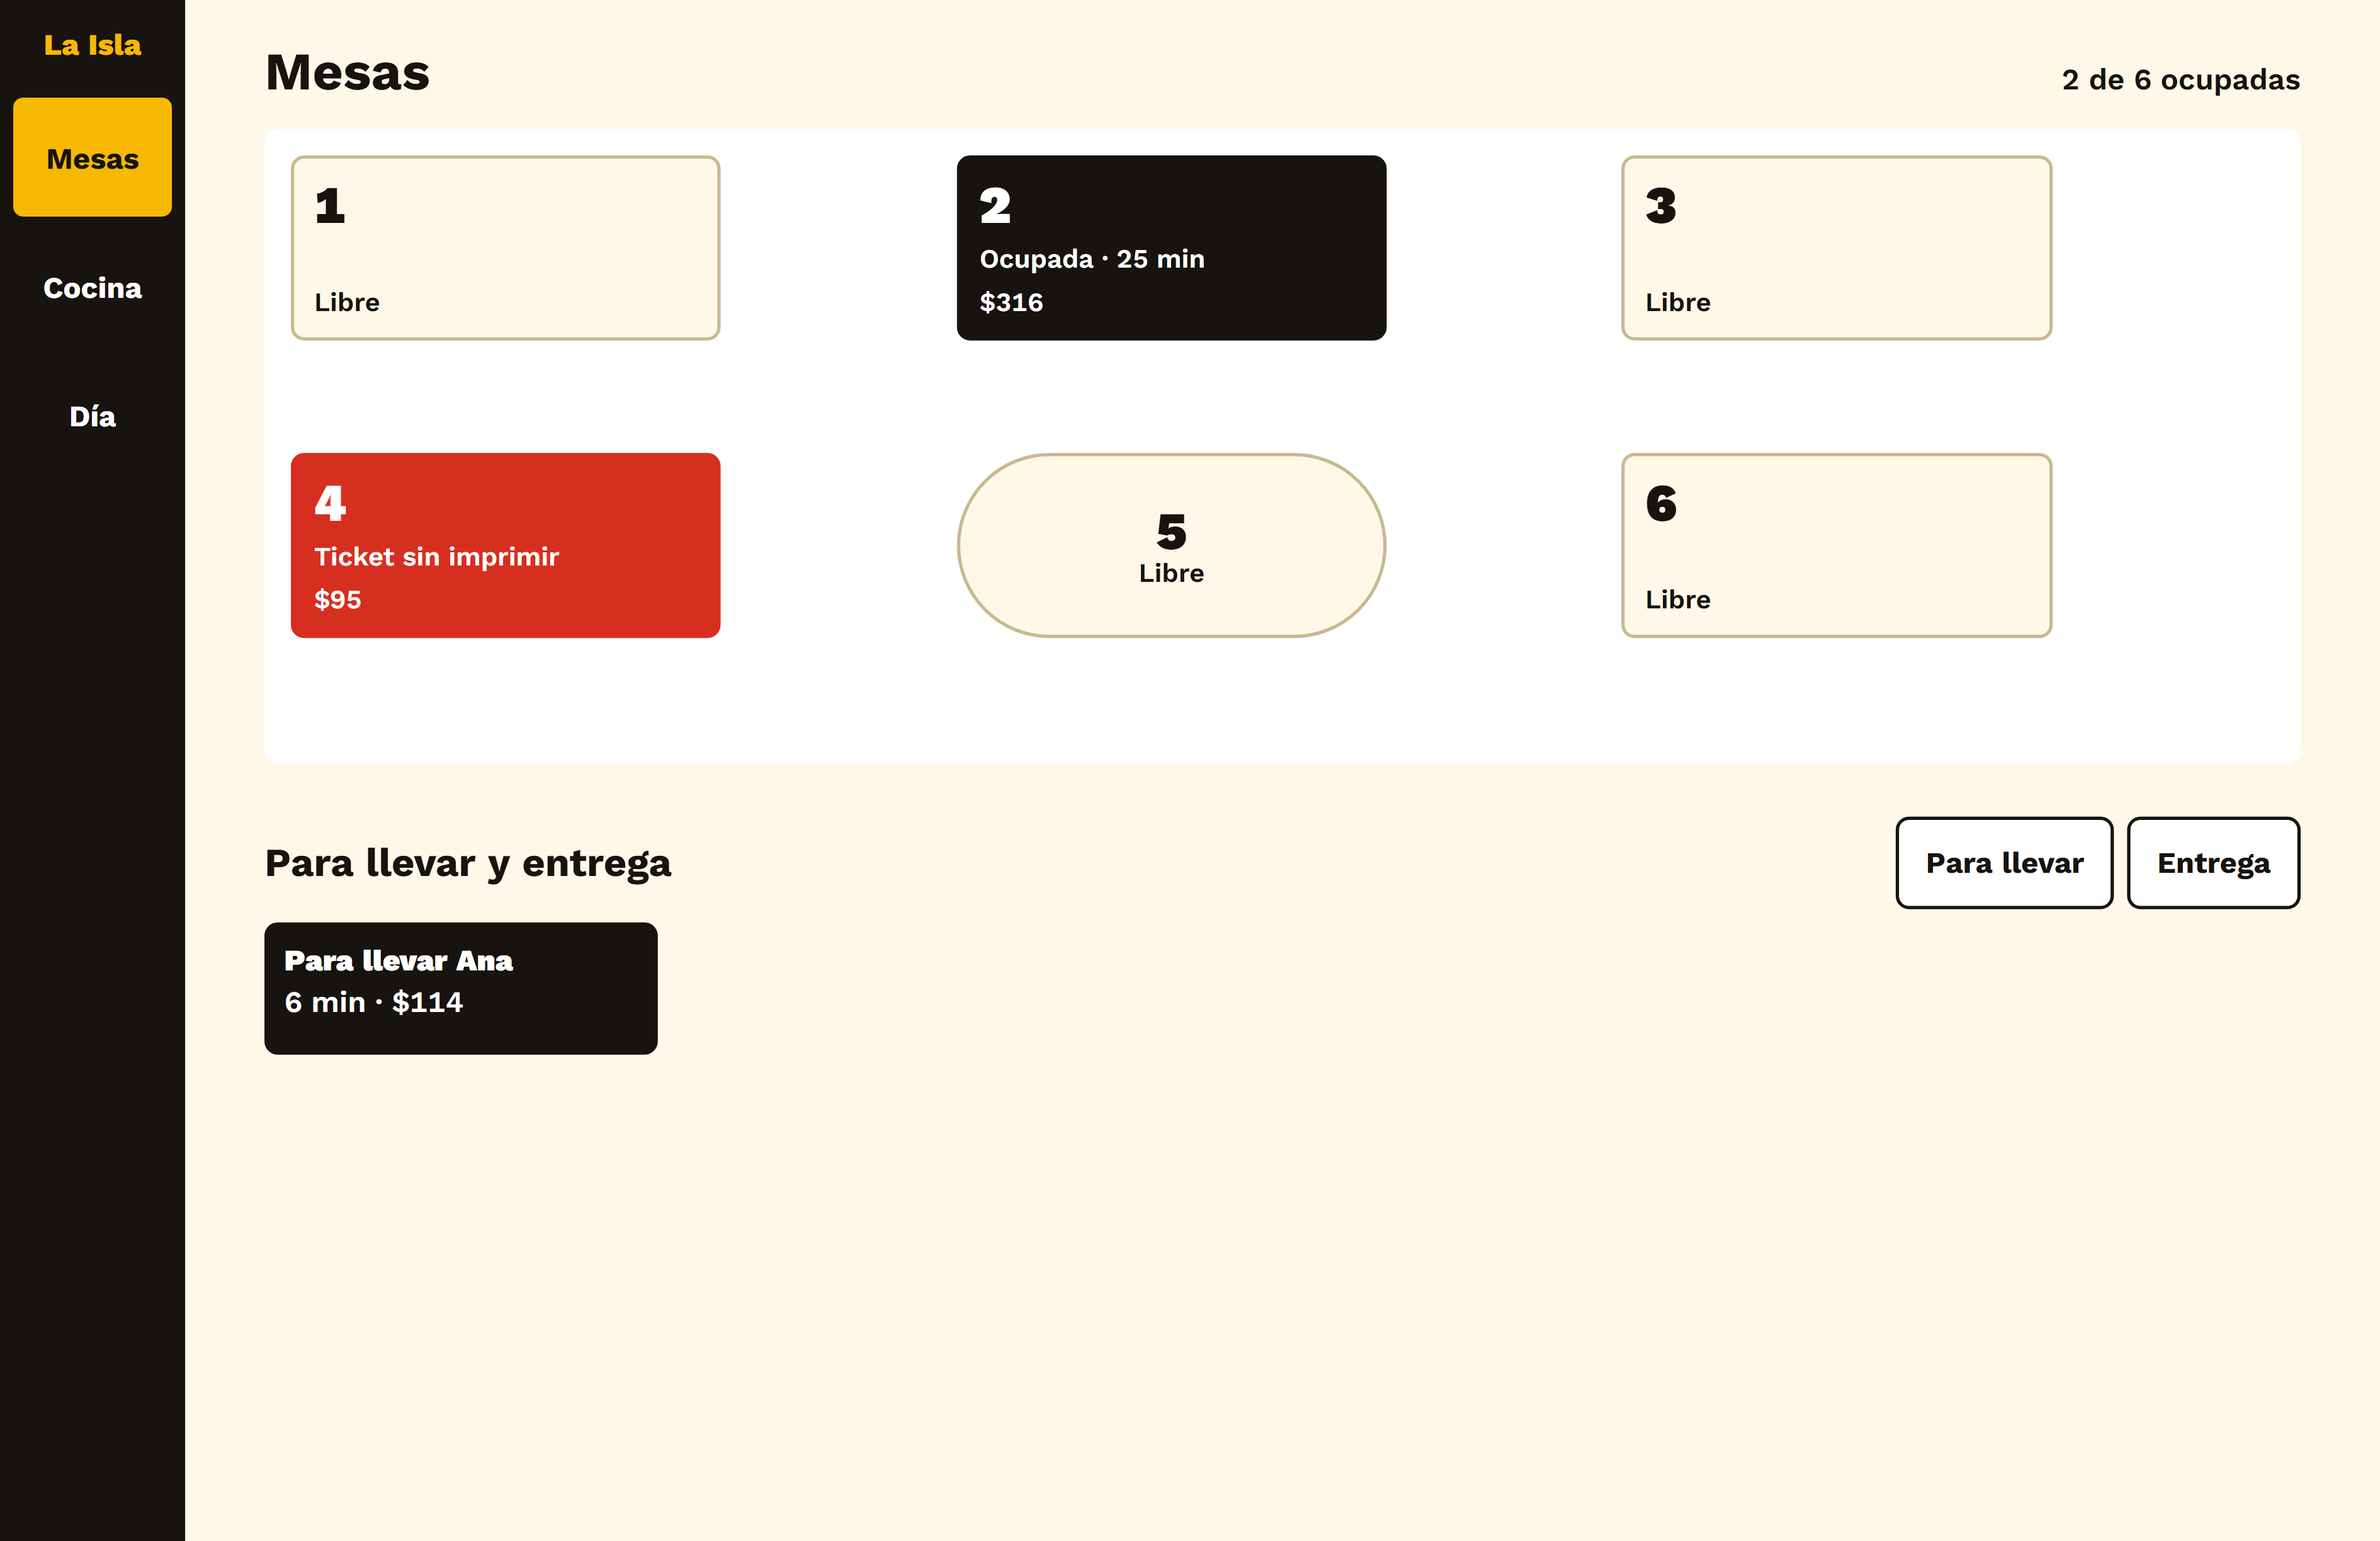 La Isla
Mesas
Cocina
Día
Mesas
2 de 6 ocupadas
1
Libre
2
Ocupada · 25 min
$316
3
Libre
4
Ticket sin imprimir
$95
5
Libre
6
Libre
Para llevar y entrega
Para llevar
Entrega
Para llevar Ana
6 min · $114